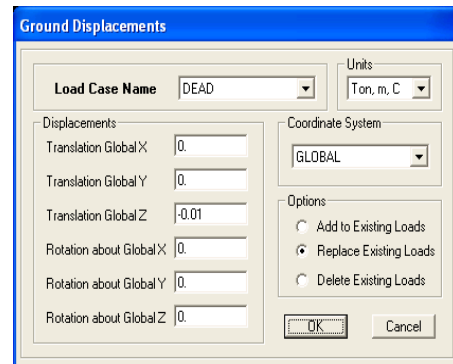 Ground Displacements
Units
Load Case Name DEAD
Ton, m, C
Displacements
Translation Global X 0.
Translation Global Y 0.
Translation Global Z -0.01
Rotation about Global X 0.
Rotation about Global Y 0.
Rotation about Global Z 0.
Coordinate System
GLOBAL
Options
Add to Existing Loads
Replace Existing Loads
Delete Existing Loads
OK
Cancel